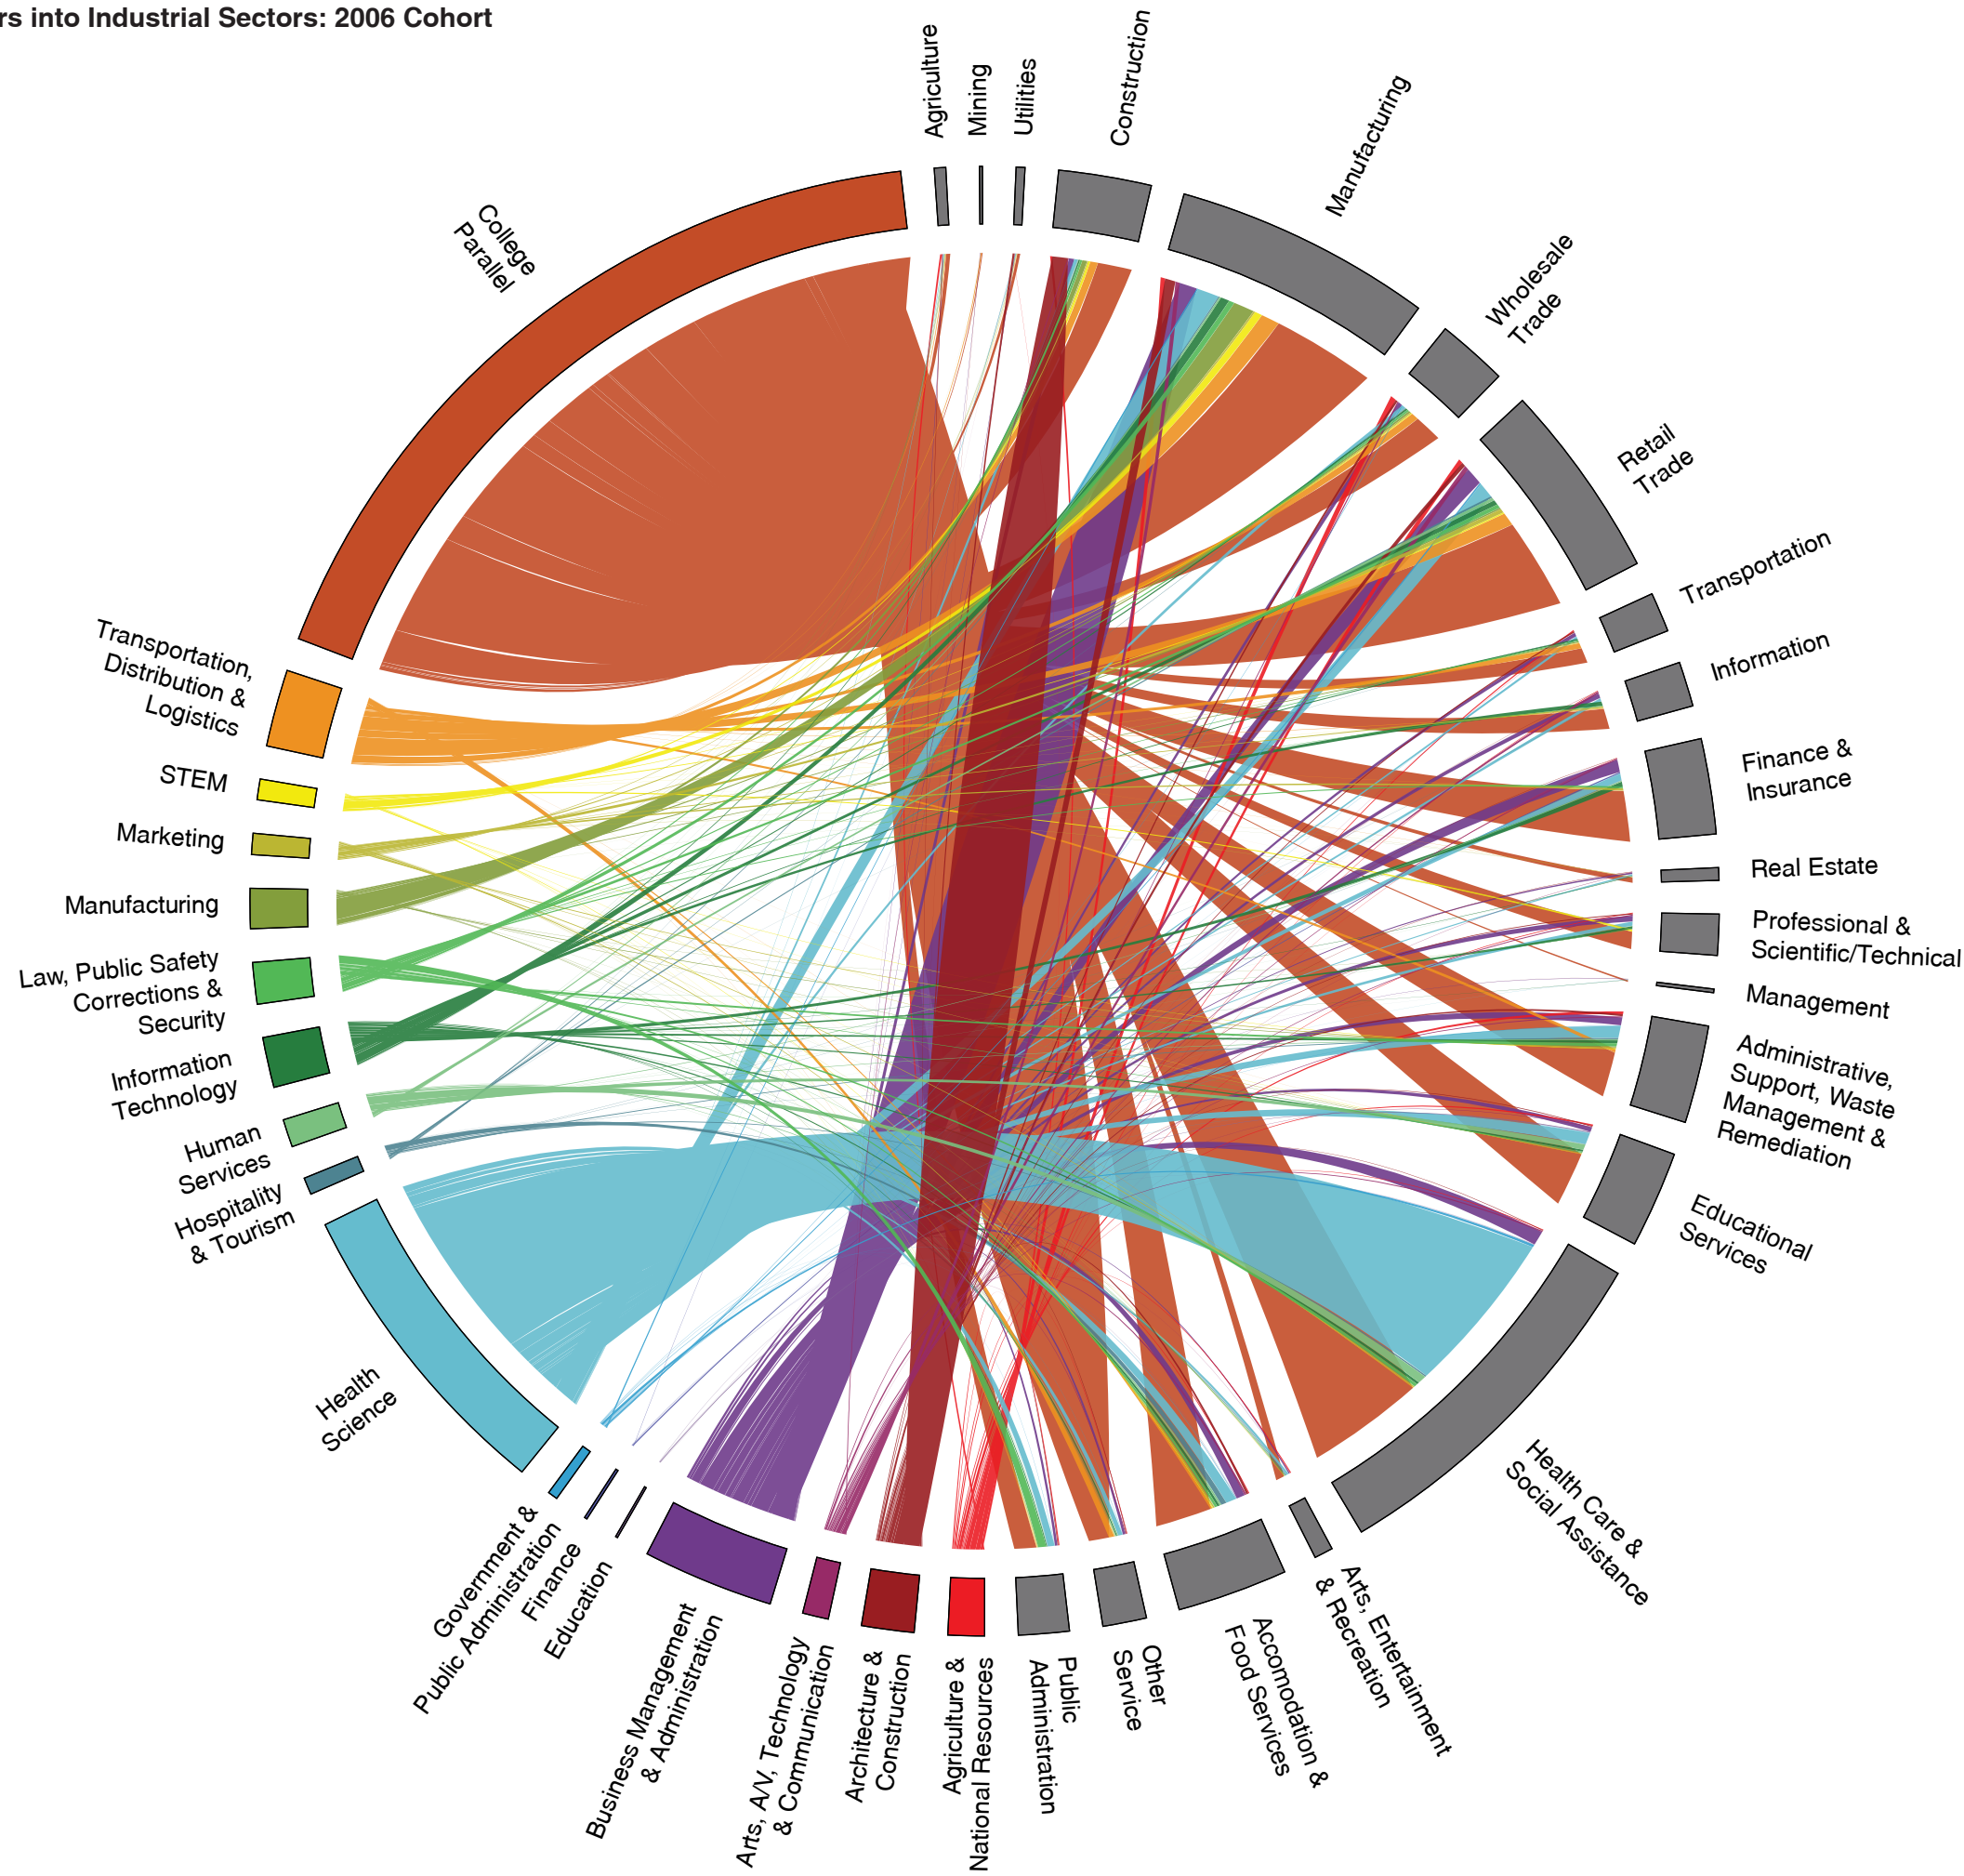 rs into Industrial Sectors: 2006 Cohort
Agriculture
Mining
Utilities
Construction
Manufacturing
Wholesale
Trade
Retail
Trade
Transportation
Information
Finance &
Insurance
Real Estate
Professional &
Scientific/Technical
Management
Administrative,
Support, Waste
Management &
Remediation
Educational
Services
Health Care &
Social Assistance
Arts, Entertainment
& Recreation
Accomodation &
Food Services
Other
Service
Public
Administration
Agriculture &
National Resources
Architecture &
Construction
Arts, A/V, Technology
& Communication
Business Management
& Administration
Education
Finance
Government &
Public Administration
Health
Science
Hospitality
& Tourism
Human
Services
Information
Technology
Law, Public Safety
Corrections &
Security
Manufacturing
Marketing
STEM
Transportation,
Distribution &
Logistics
College
Parallel